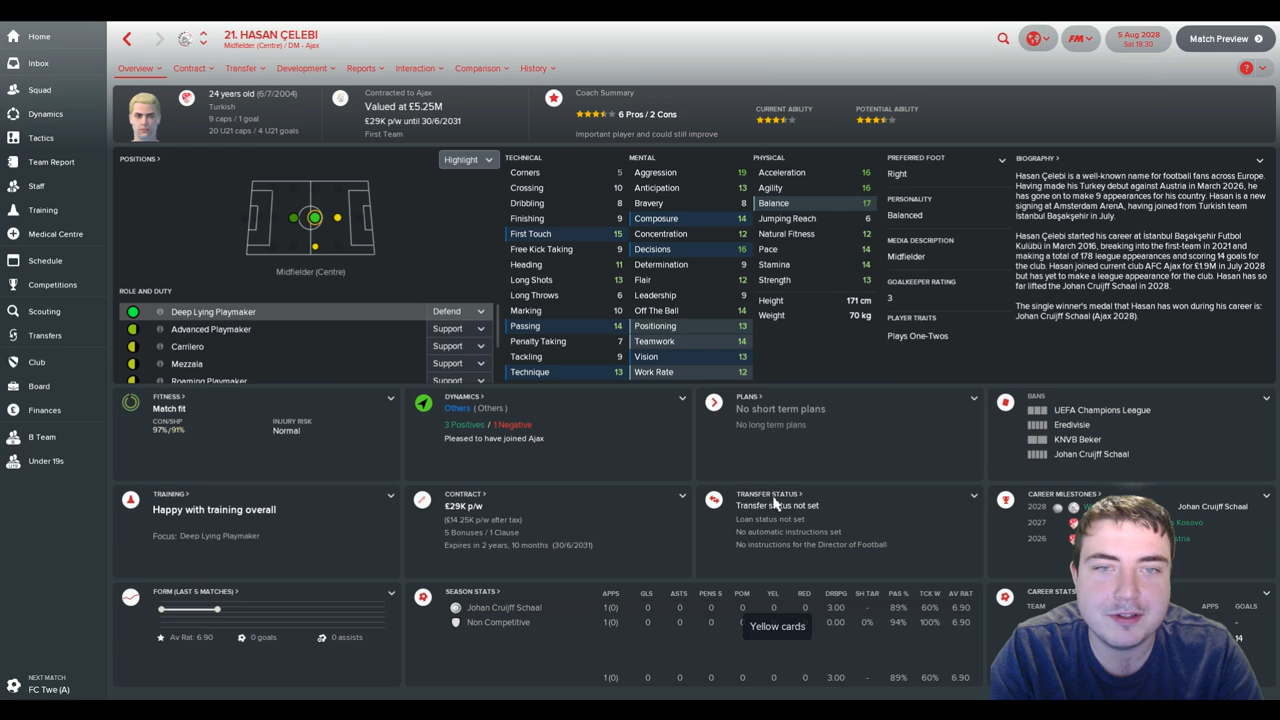 Home
Inbox
Squad
Dynamics
Tactics
Team Report
Staff
Training
Medical Centre
Schedule
Competitions
Scouting
Transfers
Club
Board
Finances
B Team
Under 19s
NEXT MATCH
FC Twe (A)
21. HASAN ÇELEBI
Midfielder (Centre) / DM - Ajax
FM
5 Aug 2028
Sat 18:30
Match Preview
Overview
Contract
Transfer
Development
Reports
Interaction
Comparison
History
?
24 years old (6/7/2004)
Turkish
9 caps / 1 goal
20 U21 caps / 4 U21 goals
Contracted to Ajax
Valued at £5.25M
£29K p/w until 30/6/2031
First Team
Coach Summary
6 Pros / 2 Cons
Important player and could still improve
CURRENT ABILITY
POTENTIAL ABILITY
POSITIONS >
Highlight
Midfielder (Centre)
ROLE AND DUTY
Deep Lying Playmaker Defend
Advanced Playmaker Support
Carrilero Support
Mezzala Support
Roaming Playmaker Support
TECHNICAL
Corners 5
Crossing 10
Dribbling 8
Finishing 9
First Touch 15
Free Kick Taking 9
Heading 11
Long Shots 13
Long Throws 6
Marking 10
Passing 14
Penalty Taking 7
Tackling 9
Technique 13
MENTAL
Aggression 19
Anticipation 13
Bravery 8
Composure 14
Concentration 12
Decisions 16
Determination 9
Flair 12
Leadership 9
Off The Ball 14
Positioning 13
Teamwork 14
Vision 13
Work Rate 12
PHYSICAL
Acceleration 16
Agility 16
Balance 17
Jumping Reach 6
Natural Fitness 12
Pace 14
Stamina 14
Strength 13
Height 171 cm
Weight 70 kg
PREFERRED FOOT
Right
PERSONALITY
Balanced
MEDIA DESCRIPTION
Midfielder
GOALKEEPER RATING
3
PLAYER TRAITS
Plays One-Twos
BIOGRAPHY >
Hasan Çelebi is a well-known name for football fans across Europe.
Having made his Turkey debut against Austria in March 2026, he
has gone on to make 9 appearances for his country. Hasan is a new
signing at Amsterdam ArenA, having joined from Turkish team
İstanbul Başakşehir in July.
Hasan Çelebi started his career at İstanbul Başakşehir Futbol
Kulübü in March 2016, breaking into the first-team in 2021 and
making a total of 178 league appearances and scoring 14 goals for
the club. Hasan joined current club AFC Ajax for £1.9M in July 2028
but has yet to make a league appearance for the club. Hasan has so
far lifted the Johan Cruijff Schaal in 2028.
The single winner's medal that Hasan has won during his career is:
Johan Cruijff Schaal (Ajax 2028).
FITNESS >
Match fit
CON/SHP
97%/91%
INJURY RISK
Normal
DYNAMICS >
Others ( Others )
3 Positives / 1 Negative
Pleased to have joined Ajax
PLANS >
No short term plans
No long term plans
BANS
UEFA Champions League
Eredivisie
KNVB Beker
Johan Cruijff Schaal
TRAINING >
Happy with training overall
Focus: Deep Lying Playmaker
CONTRACT >
£29K p/w
(£14.25K p/w after tax)
5 Bonuses / 1 Clause
Expires in 2 years, 10 months (30/6/2031)
TRANSFER STATUS >
Transfer status not set
Loan status not set
No automatic instructions set
No instructions for the Director of Football
CAREER MILESTONES >
2028 Johan Cruijff Schaal
2027 Kosovo
2026
FORM (LAST 5 MATCHES) >
Av Rat: 6.90 0 goals 0 assists
SEASON STATS > APPS GLS ASTS PENS S POM YEL RED DRBPG SH TAR PAS % TCK W AV RAT
Johan Cruijff Schaal 1 (0) 0 0 0 0 0 0 3.00 - 89% 60% 6.90
Non Competitive 1 (0) 0 0 0 0 0.00 0% 94% 100% 6.90
Yellow cards
1 (0) 0 0 0 0 0 0 3.00 - 89% 60% 6.90
CAREER STATS
TEAM APPS GOALS
-
14